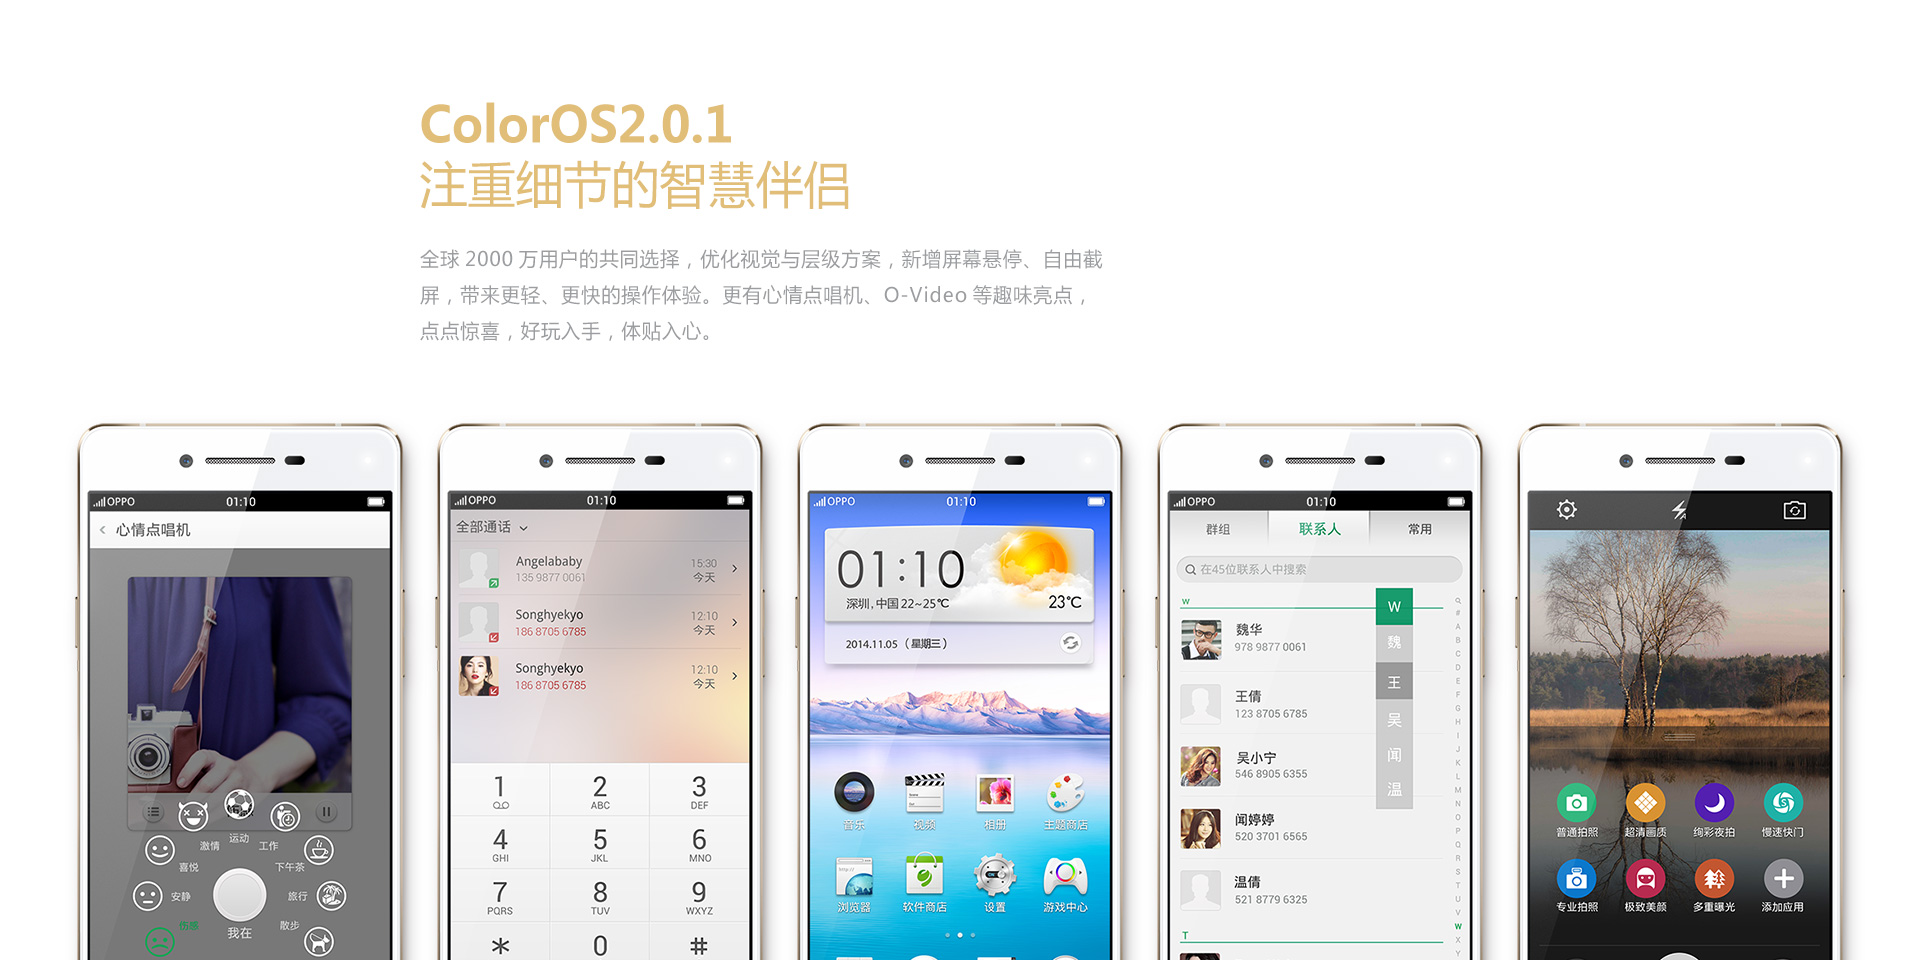 ColorOS2.0.1
注重细节的智慧伴侣
全球 2000 万用户的共同选择，优化视觉与层级方案，新增屏幕悬停、自由截
屏，带来更轻、更快的操作体验。更有心情点唱机、O-Video 等趣味亮点，
点点惊喜，好玩入手，体贴入心。
OPPO 01:10
心情点唱机
运动
激情 工作
喜悦 下午茶
安静 旅行
伤感 散步
我在
OPPO 01:10
全部通话
Angelababy 15:30
135 9877 0061 今天
Songhyekyo 12:10
186 8705 6785 今天
Songhyekyo 12:10
186 8705 6785 今天
1 2 3
ABC DEF
4 5 6
GHI JKL MNO
7 8 9
PQRS TUV WXYZ
* 0 #
OPPO 01:10
01:10
深圳, 中国 22~25℃ 23℃
2014.11.05 （ 星期三 ）
音乐 视频 相册 主题商店
http://
浏览器 软件商店 设置 游戏中心
OPPO 01:10
群组 联系人 常用
在45位联系人中搜索
W
魏华
978 9877 0061
王倩
123 8705 6785
吴小宁
546 8905 6355
闻婷婷
520 3701 6565
温倩
521 8779 6325
T
W
魏
王
吴
闻
温
#
A
B
C
D
E
F
G
H
I
J
K
L
M
N
O
P
Q
R
S
T
U
V
W
X
Y
普通拍照 超清画质 绚彩夜拍 慢速快门
专业拍照 极致美颜 多重曝光 添加应用